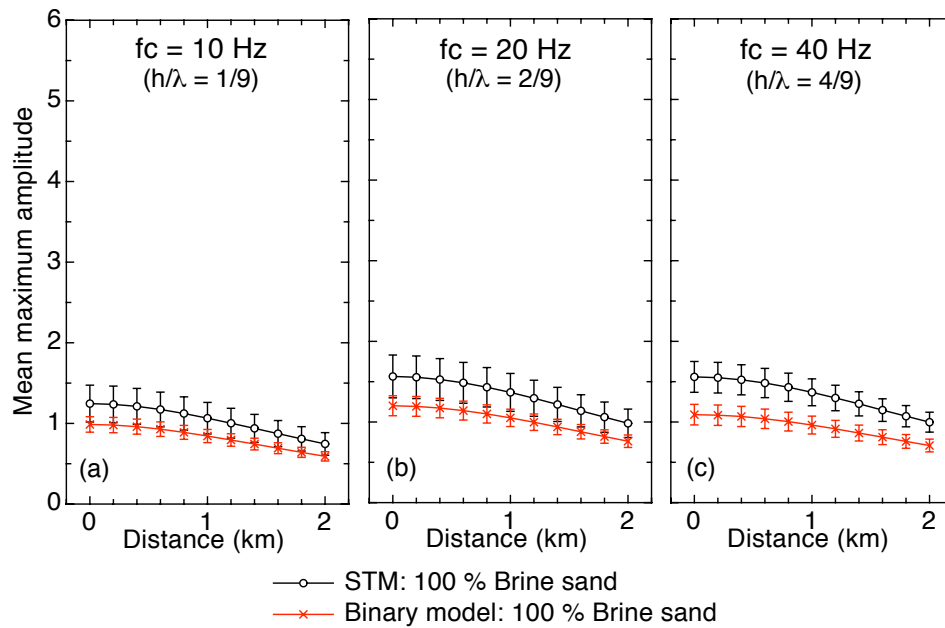 fc = 10 Hz
(h/λ = 1/9)
fc = 20 Hz
(h/λ = 2/9)
fc = 40 Hz
(h/λ = 4/9)
Mean maximum amplitude
6
5
4
3
2
1
0
(a)
(b)
(c)
0 1 2
0 1 2
0 1 2
Distance (km)
Distance (km)
Distance (km)
STM: 100 % Brine sand
Binary model: 100 % Brine sand